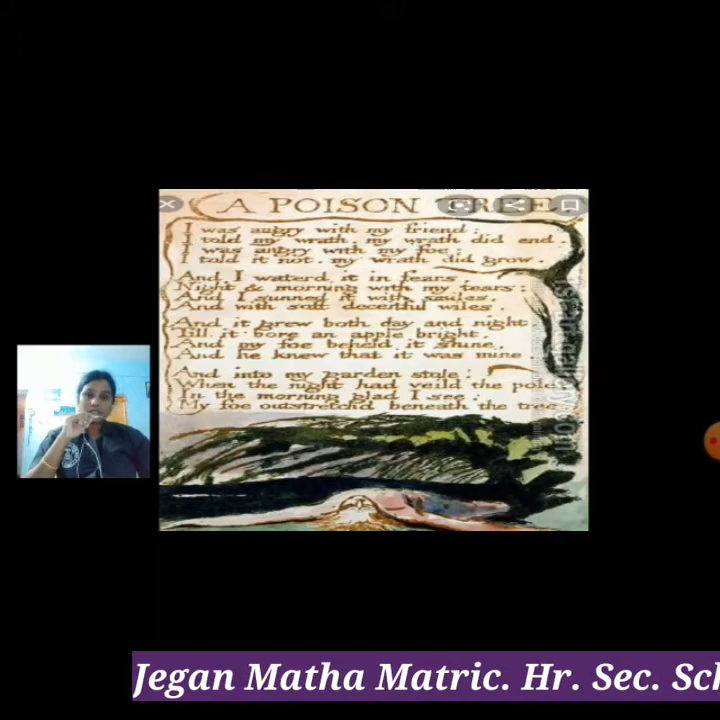 A POISON TREE
I was angry with my friend:
I told my wrath, my wrath did end.
I was angry with my foe:
I told it not, my wrath did grow.
And I waterd it in fears
Night & morning with my tears:
And I sunned it with smiles,
And with soft deceitful wiles.
And it grew both day and night
Till it bore an apple bright.
And my foe beheld it shine,
And he knew that it was mine
And into my garden stole:
When the night had veild the pole
In the morning glad I see:
My foe outstretchd beneath the tree
Jegan Matha Matric. Hr. Sec. Sch